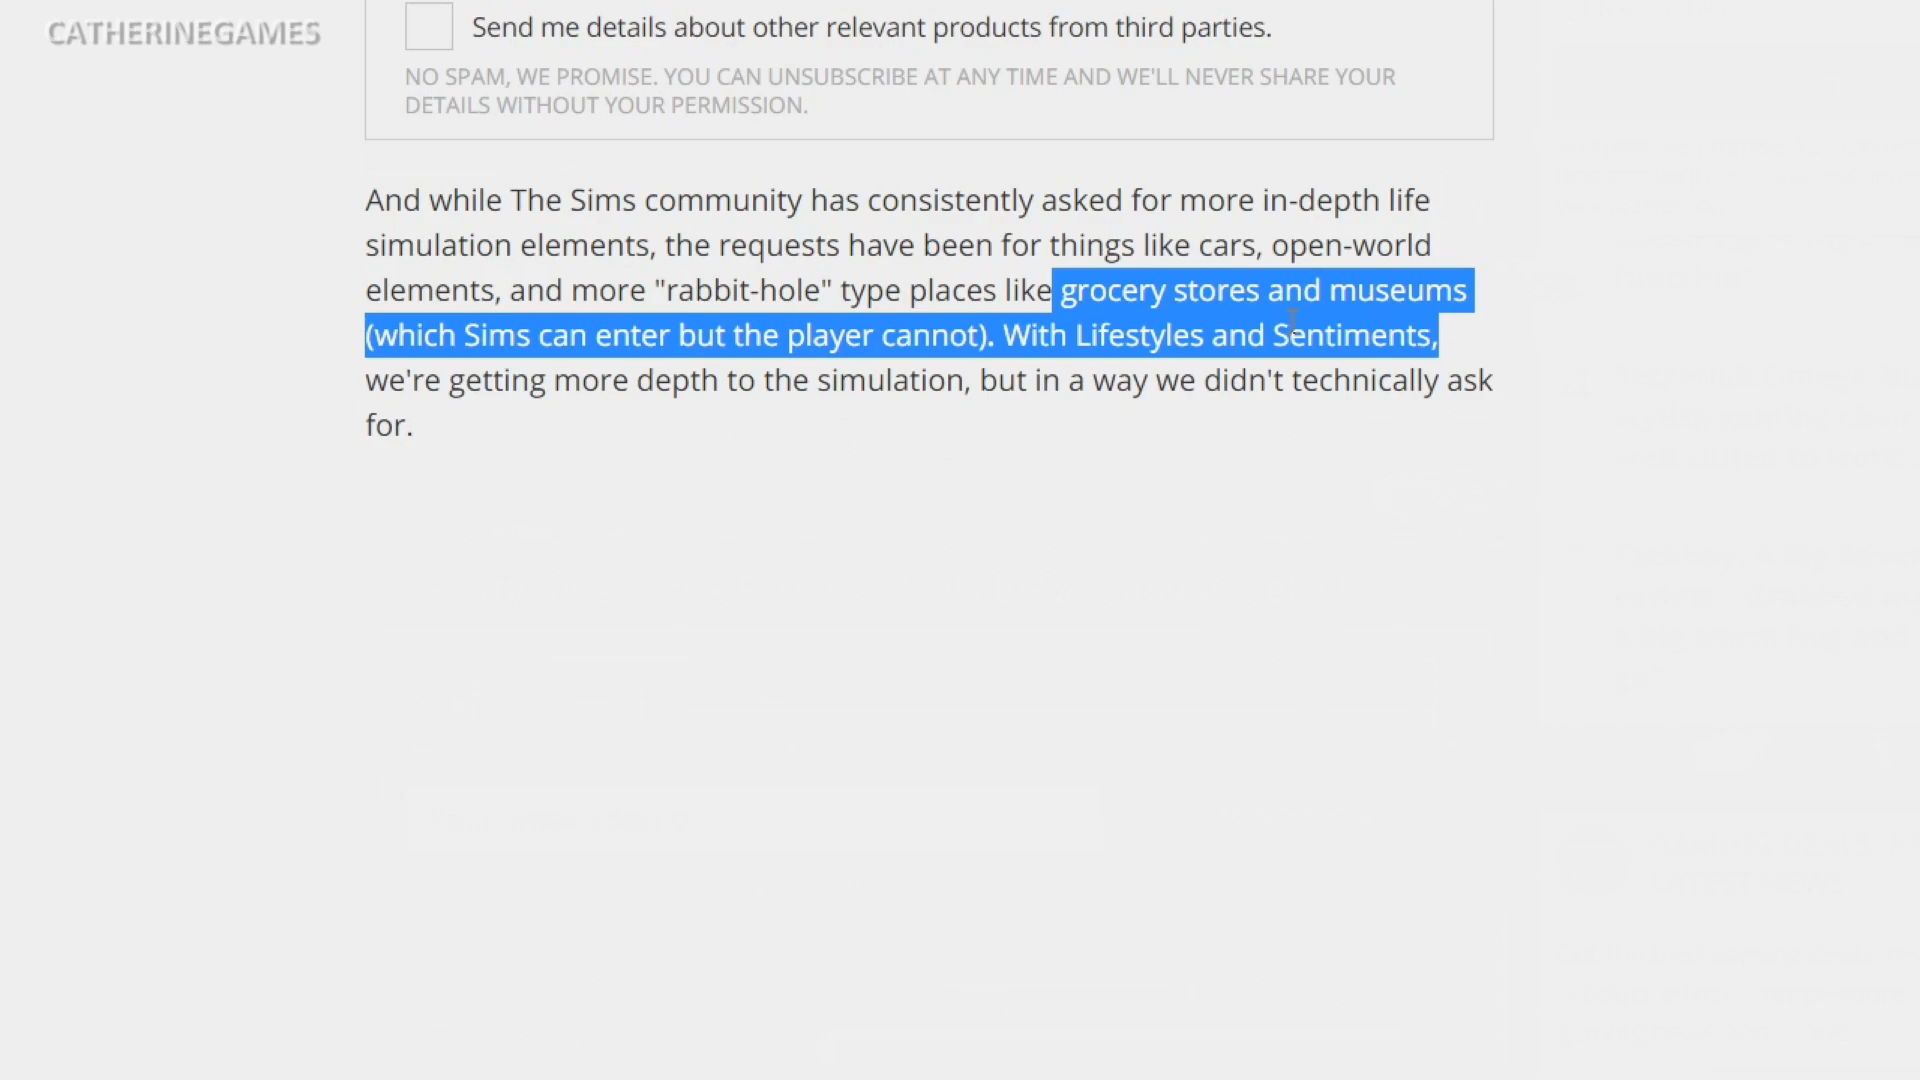 CATHERINEGAMES
Send me details about other relevant products from third parties.
NO SPAM, WE PROMISE. YOU CAN UNSUBSCRIBE AT ANY TIME AND WE'LL NEVER SHARE YOUR
DETAILS WITHOUT YOUR PERMISSION.
And while The Sims community has consistently asked for more in-depth life
simulation elements, the requests have been for things like cars, open-world
elements, and more "rabbit-hole" type places like grocery stores and museums
(which Sims can enter but the player cannot). With Lifestyles and Sentiments,
we're getting more depth to the simulation, but in a way we didn't technically ask
for.